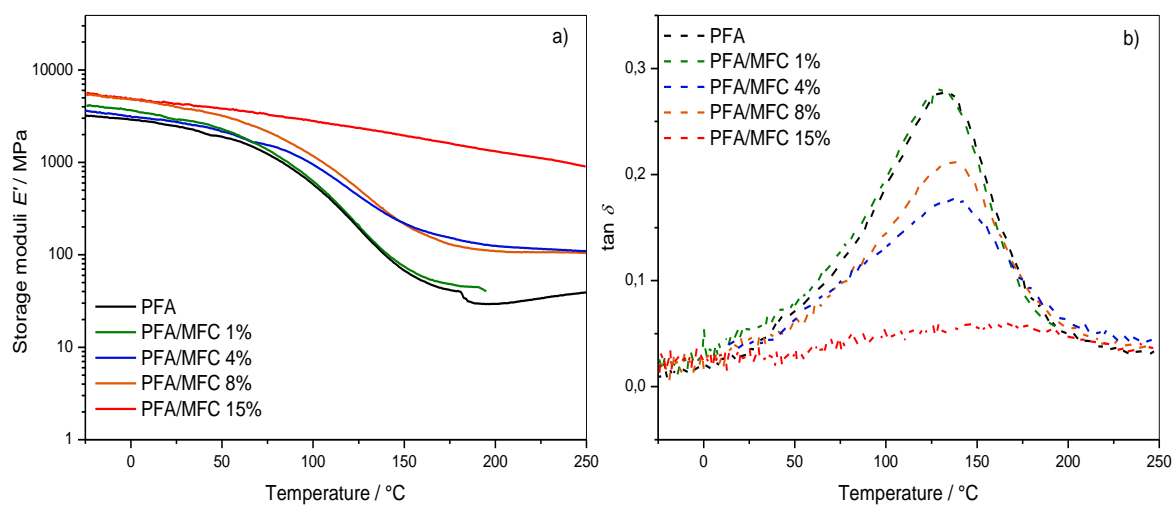 a)
10000
1000
100
10
1
Storage moduli E'/ MPa
PFA
PFA/MFC 1%
PFA/MFC 4%
PFA/MFC 8%
PFA/MFC 15%
0 50 100 150 200 250
Temperature / °C
b)
PFA
PFA/MFC 1%
PFA/MFC 4%
PFA/MFC 8%
PFA/MFC 15%
0,3
0,2
0,1
0,0
tan δ
0 50 100 150 200 250
Temperature / °C